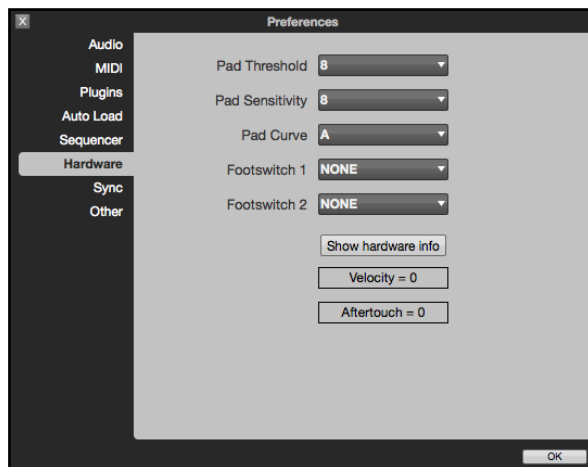 X
Preferences
Audio
MIDI
Plugins
Auto Load
Sequencer
Hardware
Sync
Other
Pad Threshold 8
Pad Sensitivity 8
Pad Curve A
Footswitch 1 NONE
Footswitch 2 NONE
Show hardware info
Velocity = 0
Aftertouch = 0
OK